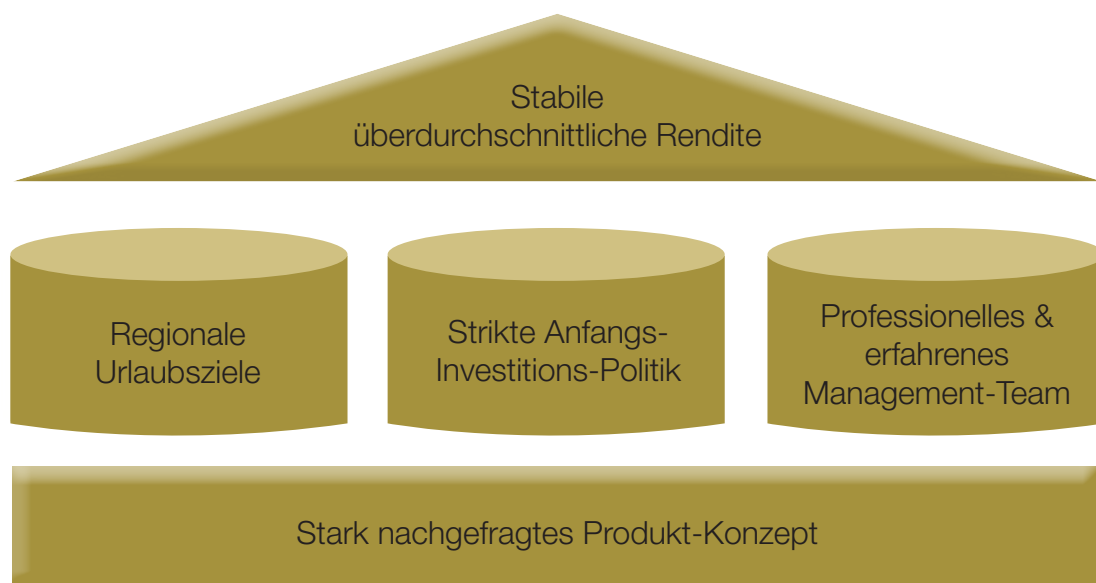 Stabile
überdurchschnittliche Rendite
Regionale
Urlaubsziele
Strikte Anfangs-
Investitions-Politik
Professionelles &
erfahrenes
Management-Team
Stark nachgefragtes Produkt-Konzept